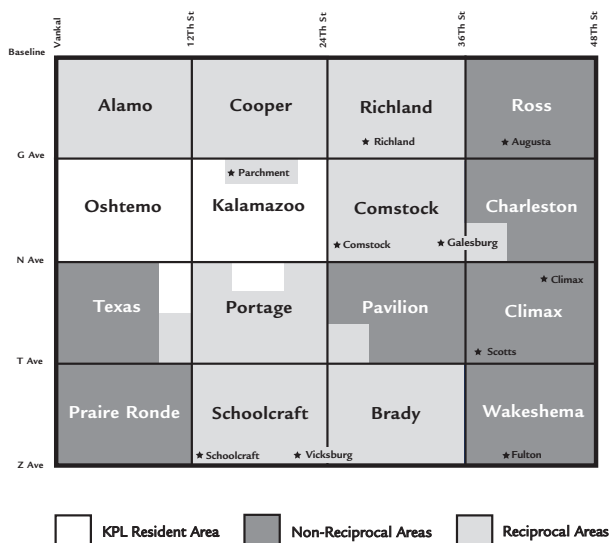 Vankal
12Th St
24Th St
36Th St
48Th St
Baseline
Alamo
Cooper
Richland
Ross
Richland
Augusta
G Ave
Parchment
Oshtemo
Kalamazoo
Comstock
Charleston
Comstock
Galesburg
N Ave
Climax
Texas
Portage
Pavilion
Climax
Scotts
T Ave
Praire Ronde
Schoolcraft
Brady
Wakeshema
Schoolcraft
Vicksburg
Fulton
Z Ave
KPL Resident Area
Non-Reciprocal Areas
Reciprocal Areas